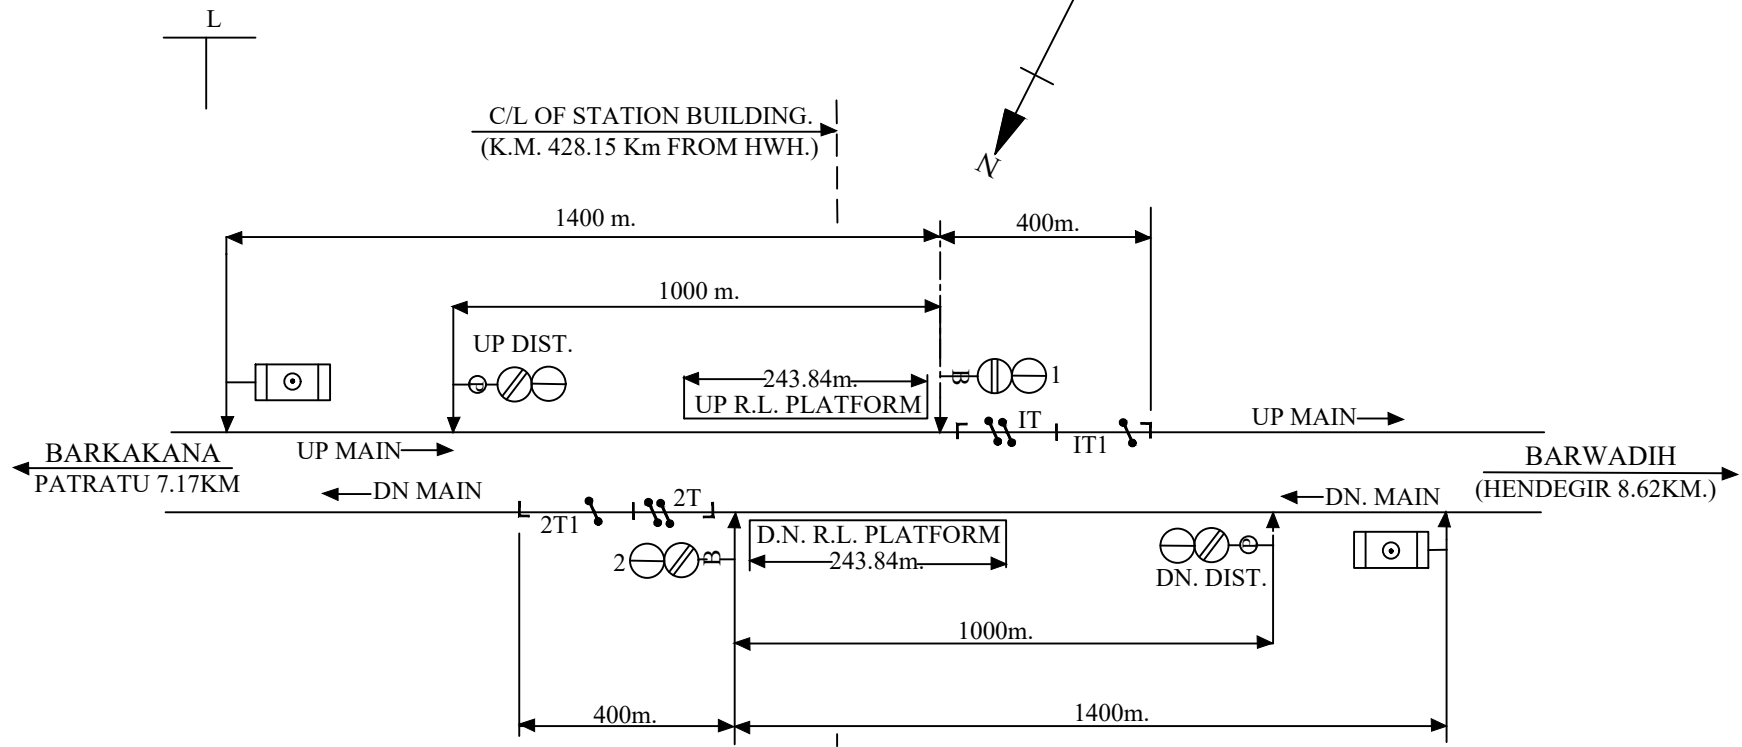 L
C/L OF STATION BUILDING.
(K.M. 428.15 Km FROM HWH.)
N
1400 m.
400m.
1000 m.
UP DIST.
P
243.84m.
UP R.L. PLATFORM
B
1
IT
IT1
UP MAIN
UP MAIN
BARKAKANA
PATRATU 7.17KM
BARWADIH
(HENDEGIR 8.62KM.)
DN MAIN
DN. MAIN
2T1
2T
2
B
D.N. R.L. PLATFORM
243.84m.
P
DN. DIST.
1000m.
400m.
1400m.